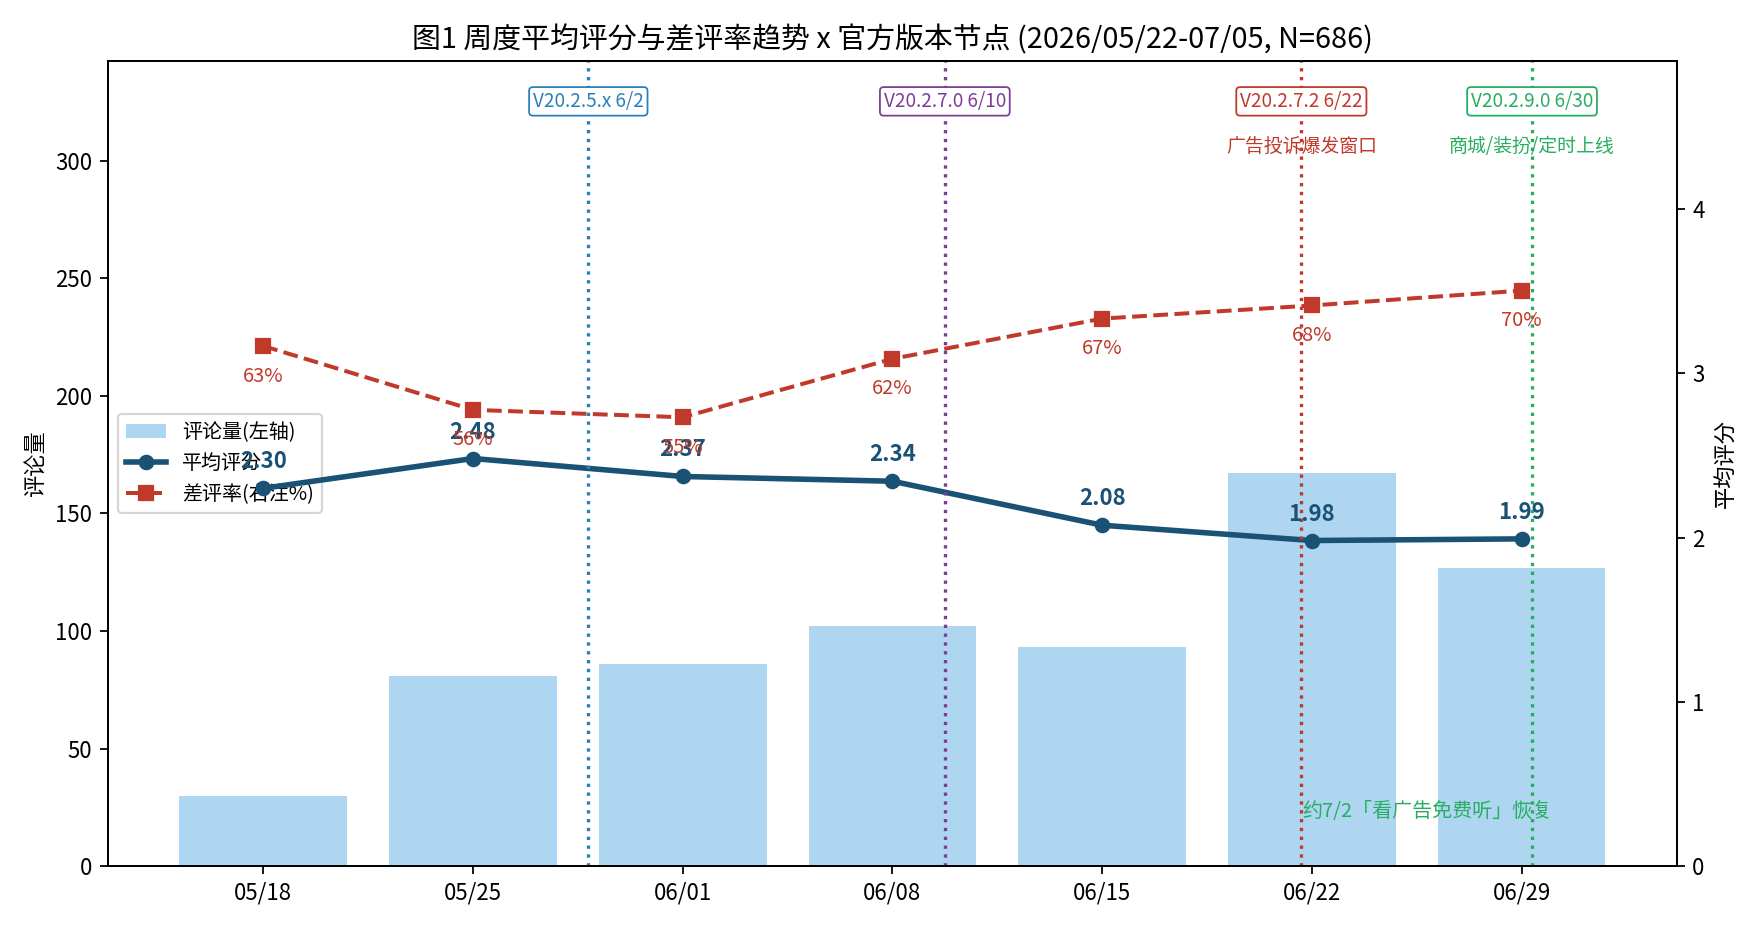 图1 周度平均评分与差评率趋势 x 官方版本节点 (2026/05/22-07/05, N=686)
V20.2.5.x 6/2
V20.2.7.0 6/10
V20.2.7.2 6/22
V20.2.9.0 6/30
广告投诉爆发窗口
商城/装扮/定时上线
评论量
300
250
200
150
100
50
0
平均评分
4
3
2
1
0
评论量(左轴)
平均评分
差评率(右注%)
63%
56%
55%
62%
67%
68%
70%
2.30
2.48
2.37
2.34
2.08
1.98
1.99
约7/2「看广告免费听」恢复
05/18
05/25
06/01
06/08
06/15
06/22
06/29